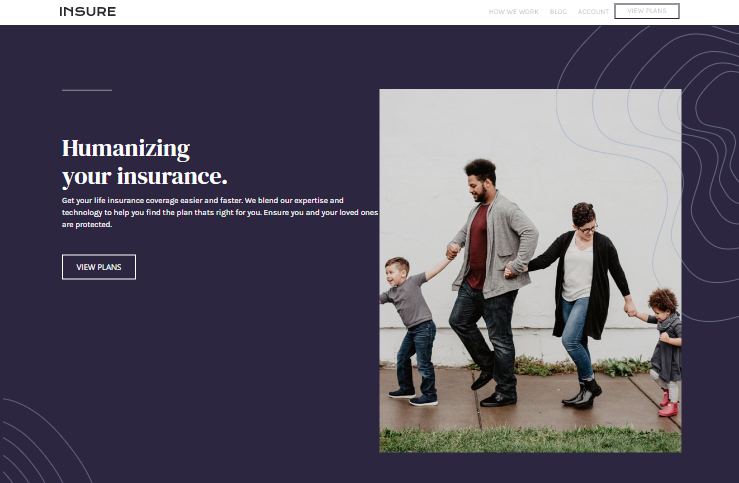 INSURE
HOW WE WORK BLOG ACCOUNT VIEW PLANS
Humanizing
your insurance.
Get your life insurance coverage easier and faster. We blend our expertise and
technology to help you find the plan thats right for you. Ensure you and your loved ones
are protected.
VIEW PLANS